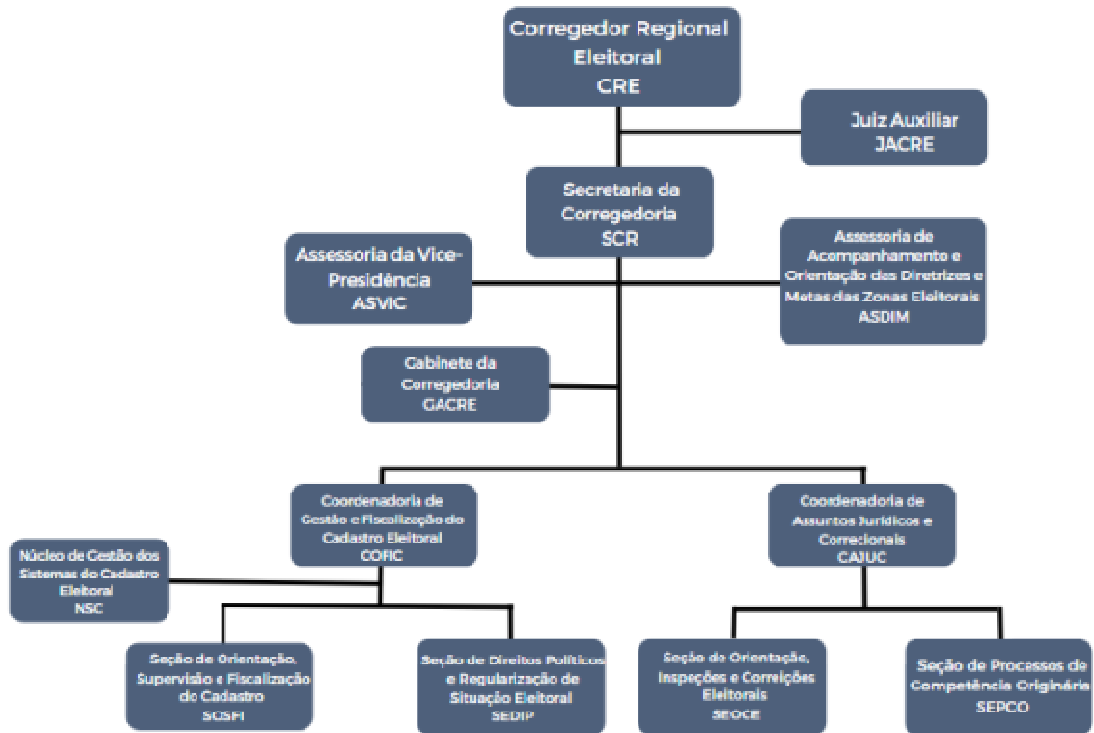 Corregedor Regional
Eleitoral
CRE
Juiz Auxiliar
JACRE
Secretaria da
Corregedoria
SCR
Assessoria da Vice-
Presidência
ASVIC
Assessoria de
Acompanhamento e
Orientação das Diretrizes e
Metas das Zonas Eleitorais
ASDIM
Gabinete da
Corregedoria
GACRE
Coordenadoria de
Gestão e Fiscalização do
Cadastro Eleitoral
COFIC
Coordenadoria de
Assuntos Jurídicos e
Correcionais
CAJUC
Núcleo de Gestão dos
Sistemas do Cadastro
Eleitoral
NSC
Seção de Orientação,
Supervisão e Fiscalização
do Cadastro
SOSFI
Seção de Direitos Políticos
e Regularização de
Situação Eleitoral
SEDIP
Seção de Orientação,
Inspeções e Correições
Eleitorais
SEOCE
Seção de Processos de
Competência Originária
SEPCO